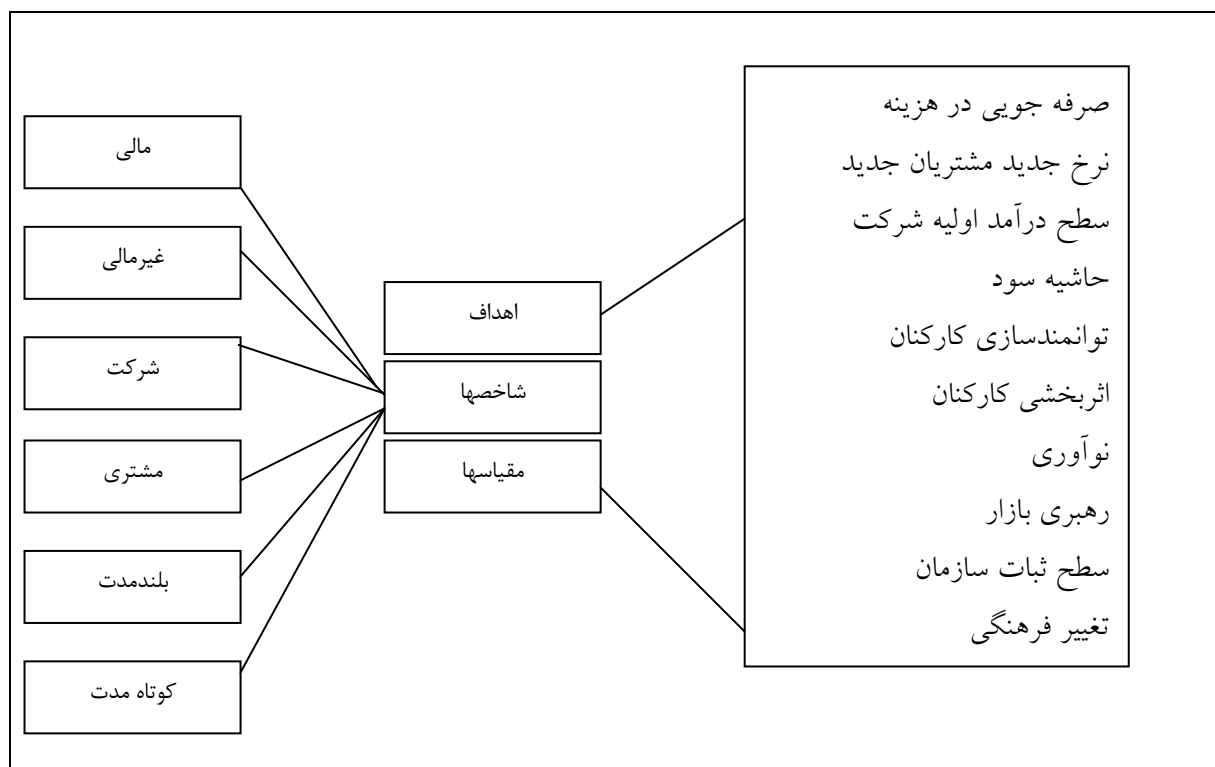 صرفه جویی در هزینه
نرخ جدید مشتریان جدید
سطح درآمد اولیه شرکت
حاشیه سود
توانمندسازی کارکنان
اثربخشی کارکنان
نوآوری
رهبری بازار
سطح ثبات سازمان
تغییر فرهنگی
اهداف
شاخصها
مقیاسها
مالی
غیرمالی
شرکت
مشتری
بلندمدت
کوتاه مدت